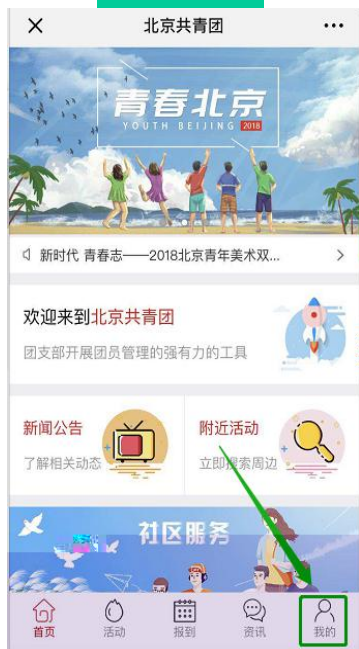 北京共青团
青春北京
YOUTH BEIJING 2018
新时代 青春志——2018北京青年美术双...
欢迎来到北京共青团
团支部开展团员管理的强有力的工具
新闻公告
了解相关动态
附近活动
立即搜索周边
社区服务
首页
活动
报到
资讯
我的